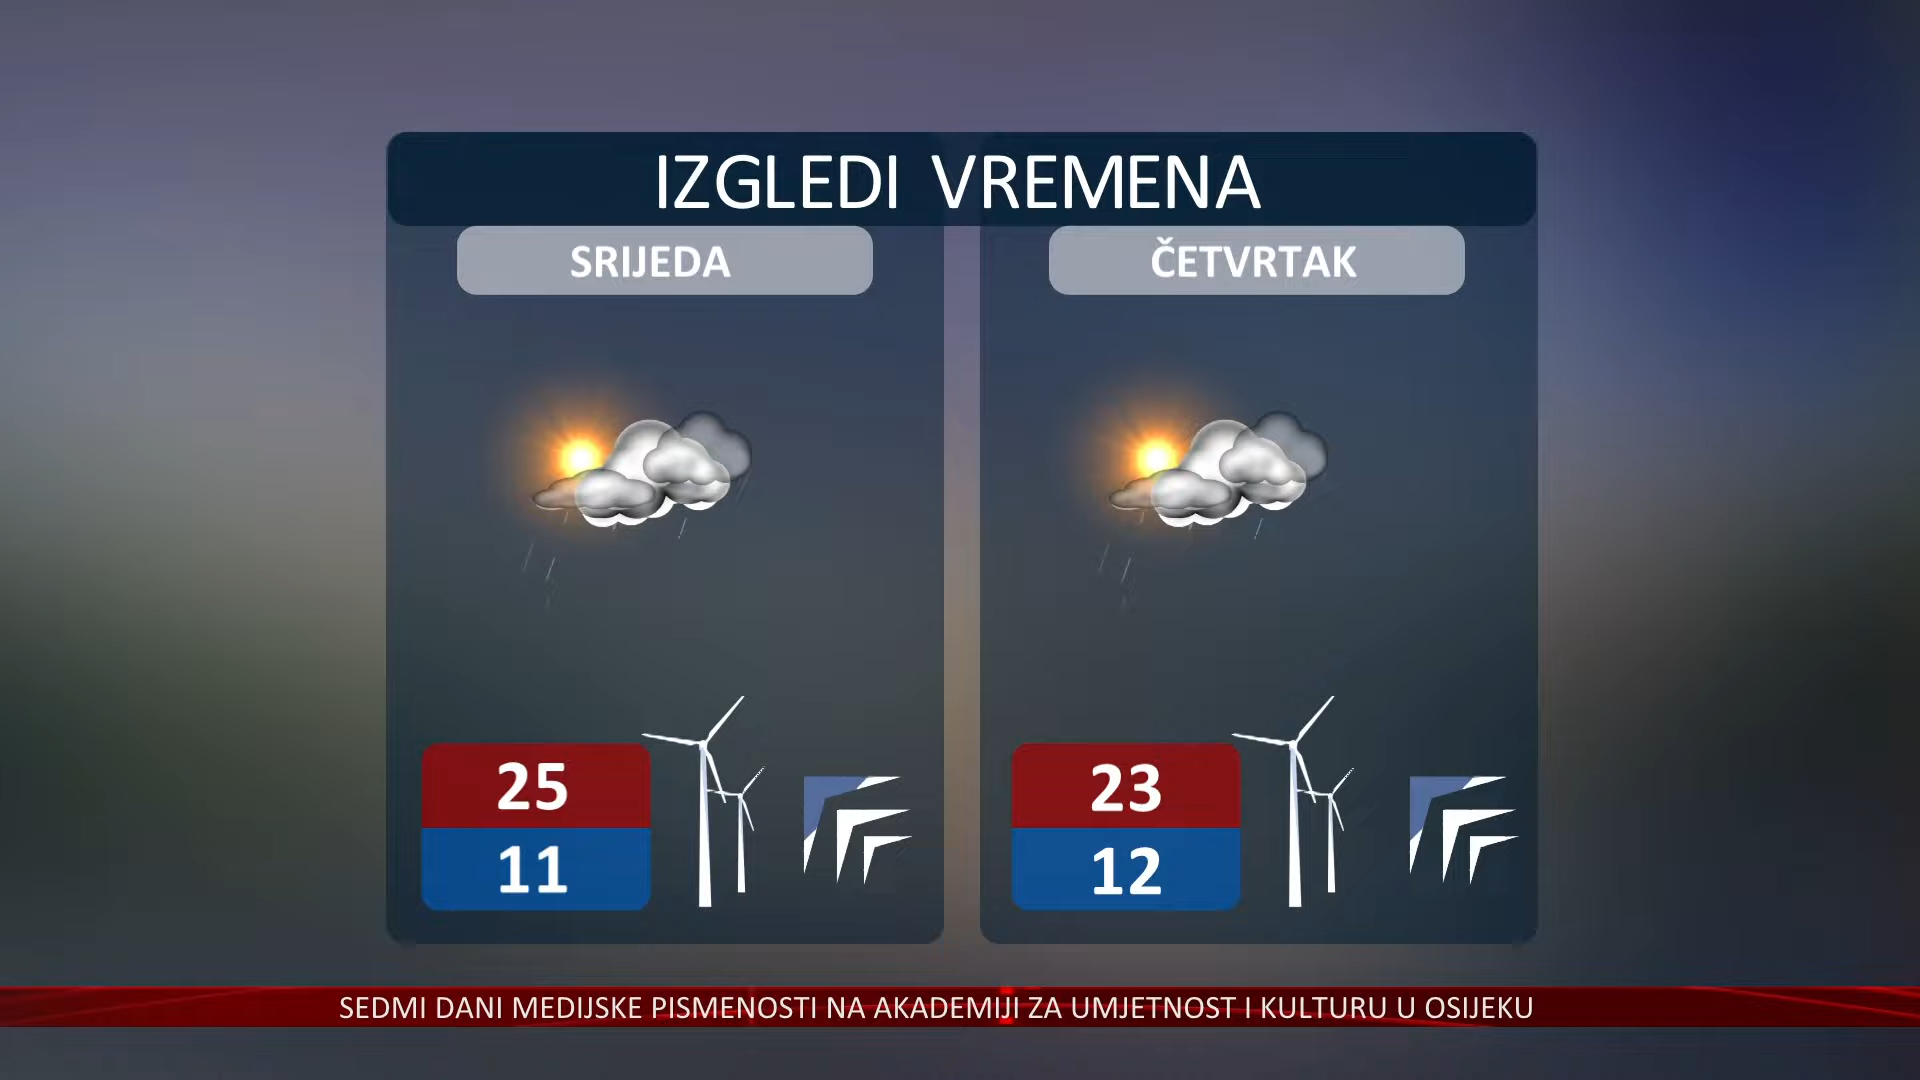 IZGLEDI VREMENA
SRIJEDA
ČETVRTAK
25
11
23
12
SEDMI DANI MEDIJSKE PISMENOSTI NA AKADEMIJI ZA UMJETNOST I KULTURU U OSIJEKU